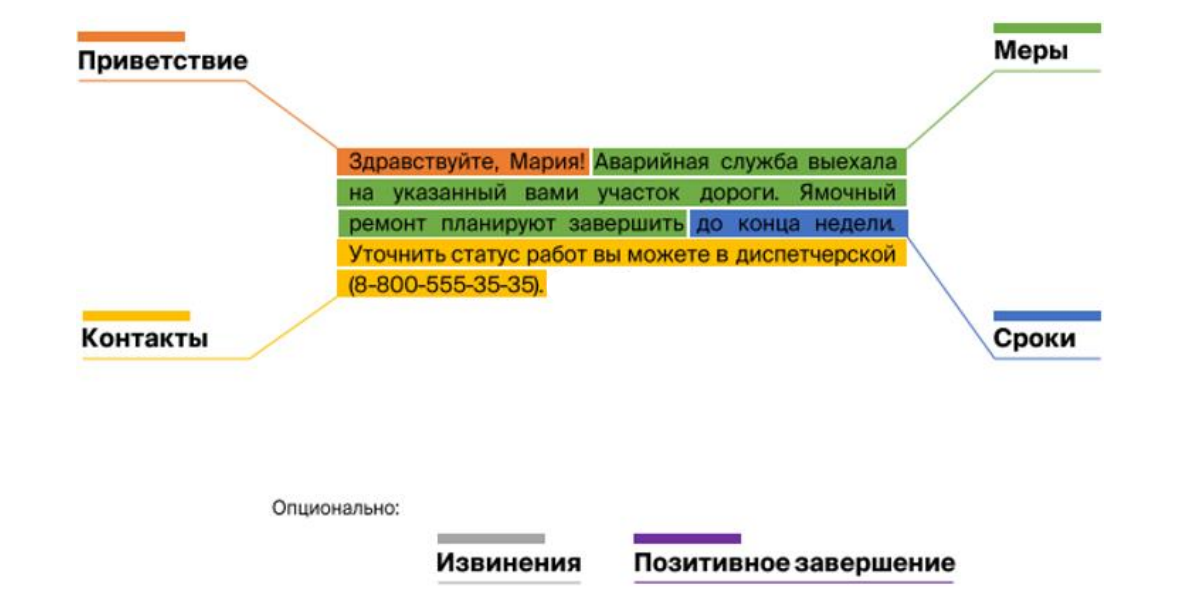 Приветствие
Меры
Здравствуйте, Мария! Аварийная служба выехала
на указанный вами участок дороги. Ямочный
ремонт планируют завершить до конца недели.
Уточнить статус работ вы можете в диспетчерской
(8-800-555-35-35).
Контакты
Сроки
Опционально:
Извинения
Позитивное завершение